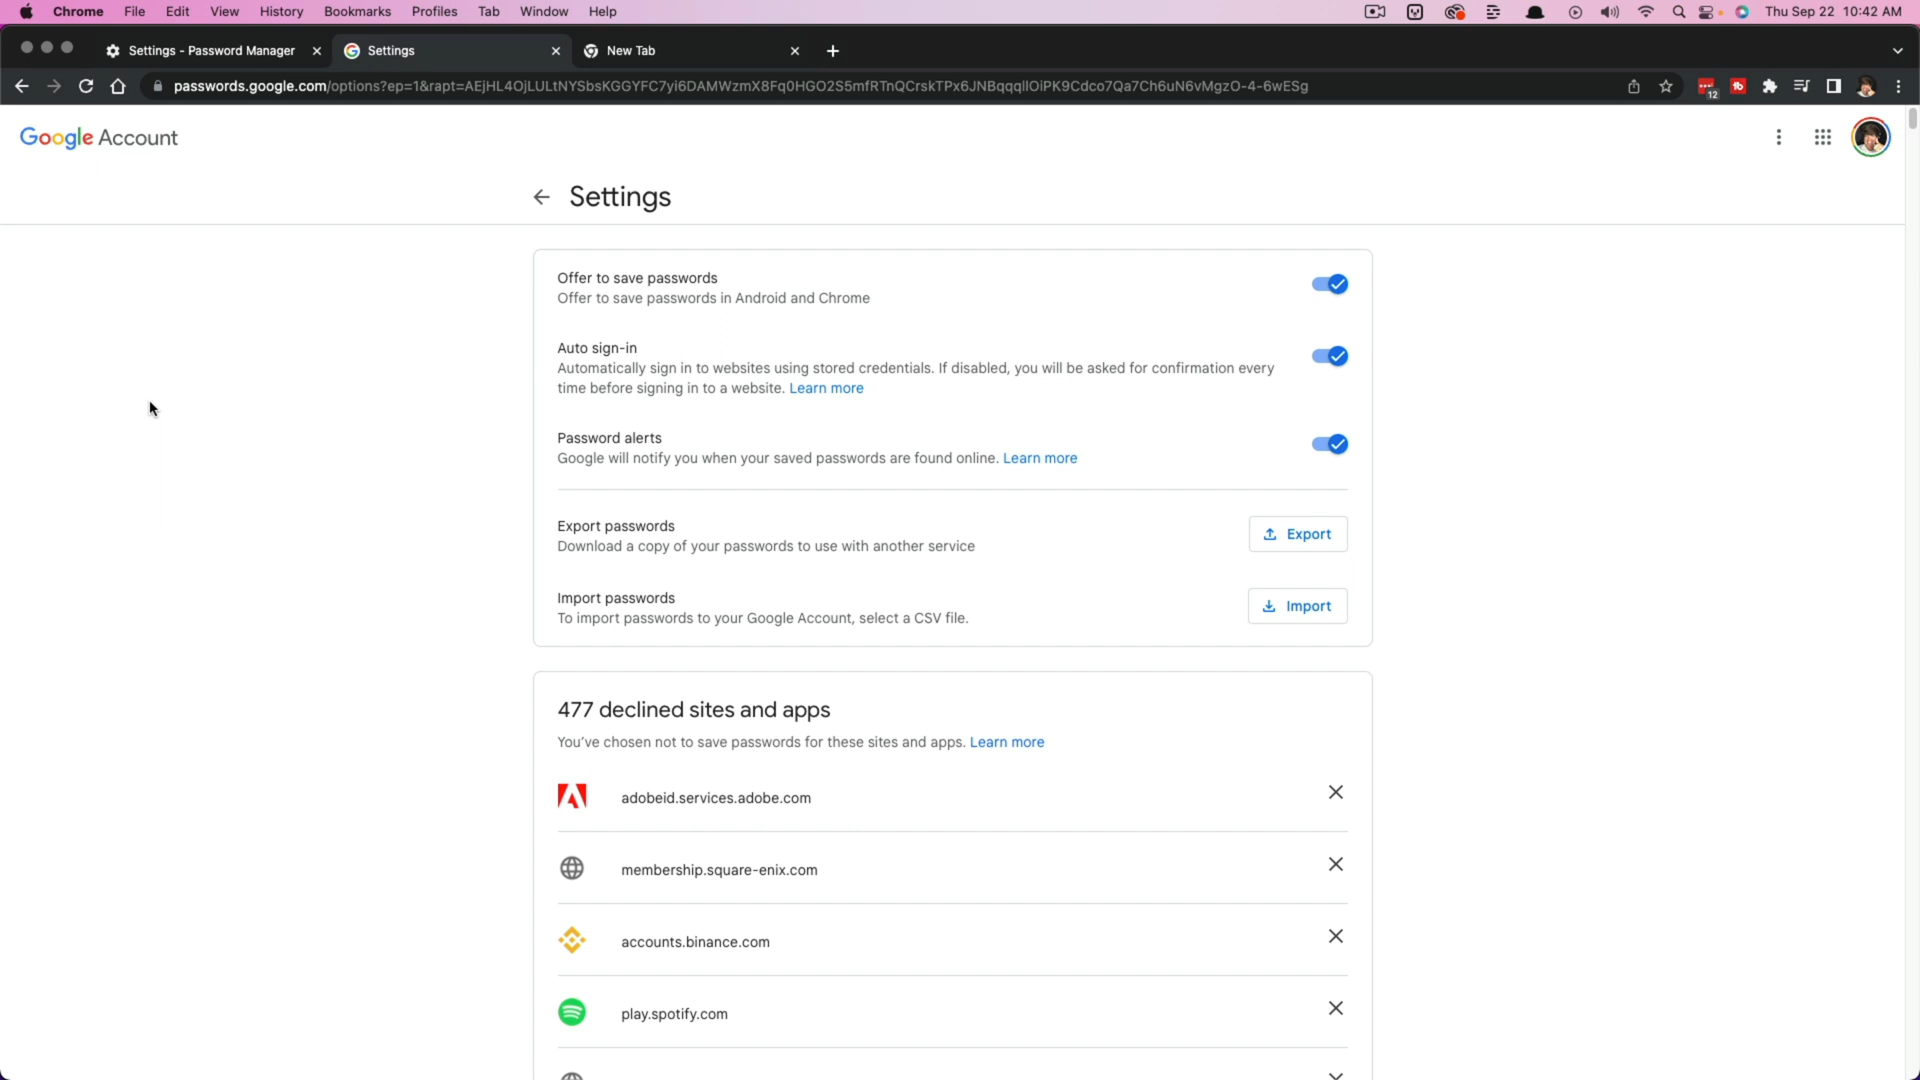 Chrome File Edit View History Bookmarks Profiles Tab Window Help Thu Sep 22 10:42 AM
Settings - Password Manager Settings New Tab
passwords.google.com/options?ep=1&rapt=AEjHL4OjLULtNYSbsKGGYFC7yi6DAMWzmX8Fq0HGO2S5mfRTnQCrskTPx6JNBqqqllOiPK9Cdco7Qa7Ch6uN6vMgzO-4-6wESg
12
Google Account
Settings
Offer to save passwords
Offer to save passwords in Android and Chrome
Auto sign-in
Automatically sign in to websites using stored credentials. If disabled, you will be asked for confirmation every
time before signing in to a website. Learn more
Password alerts
Google will notify you when your saved passwords are found online. Learn more
Export passwords
Export
Download a copy of your passwords to use with another service
Import passwords
Import
To import passwords to your Google Account, select a CSV file.
477 declined sites and apps
You've chosen not to save passwords for these sites and apps. Learn more
adobeid.services.adobe.com
membership.square-enix.com
accounts.binance.com
play.spotify.com